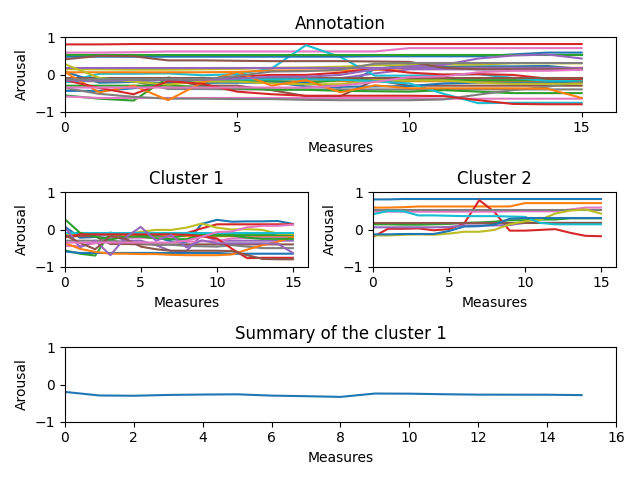 Annotation
Arousal
1
0
−1
0 5 10 15
Measures
Cluster 1
Arousal
1
0
−1
0 5 10 15
Measures
Cluster 2
Arousal
1
0
−1
0 5 10 15
Measures
Summary of the cluster 1
Arousal
1
0
−1
0 2 4 6 8 10 12 14 16
Measures